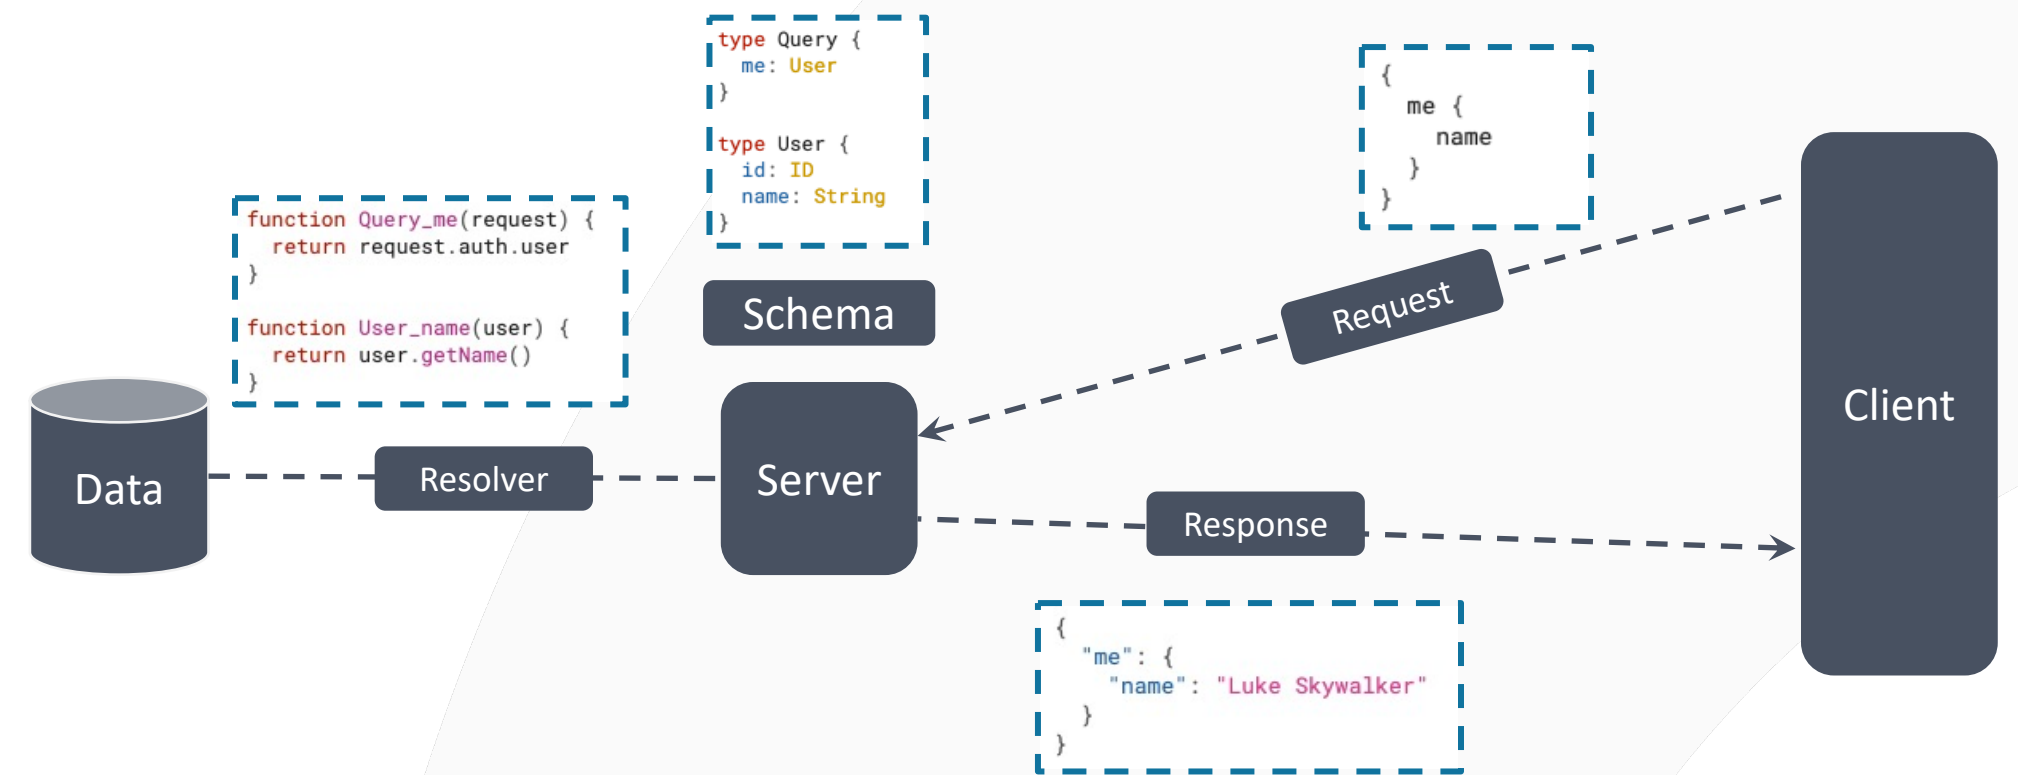 type Query {
  me: User
}
type User {
  id: ID
  name: String
}
{
  me {
    name
  }
}
function Query_me(request) {
  return request.auth.user
}
function User_name(user) {
  return user.getName()
}
Schema
Request
Client
Data
Resolver
Server
Response
{
  "me": {
    "name": "Luke Skywalker"
  }
}